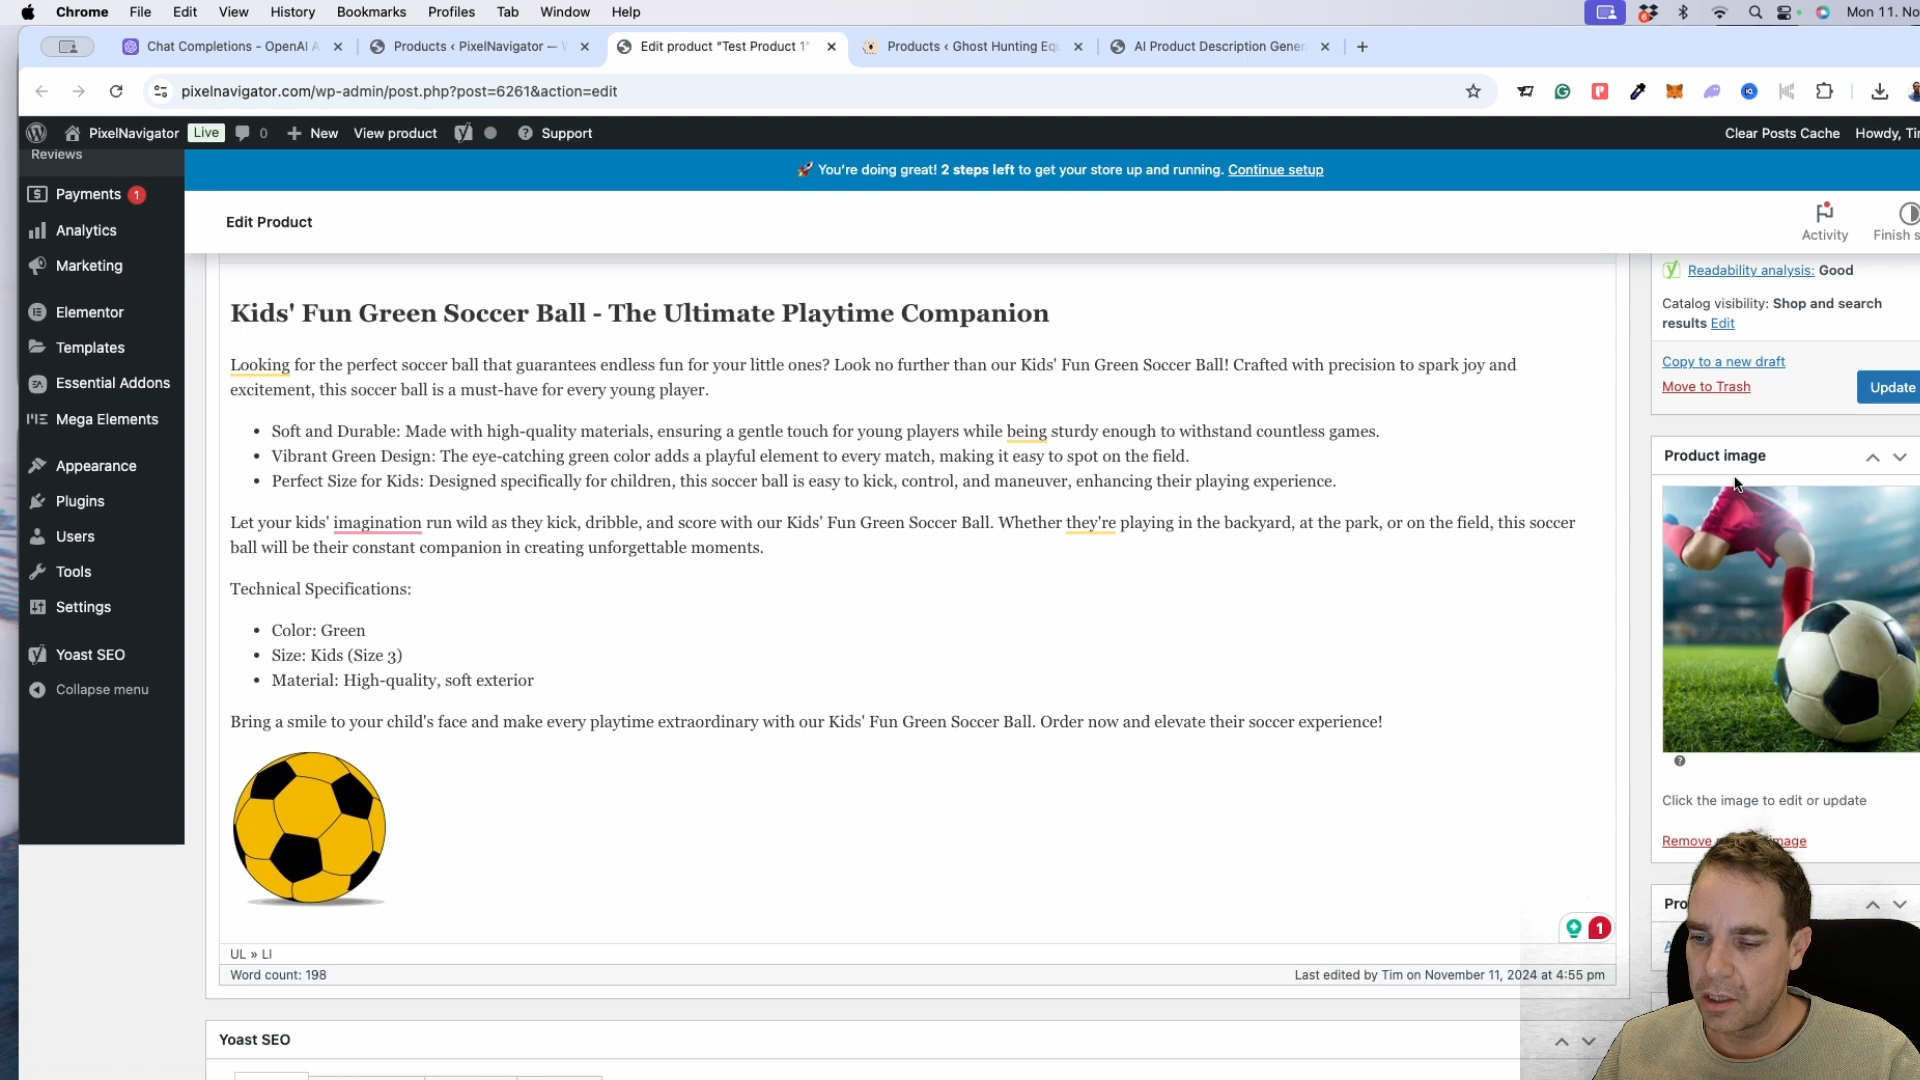 Chrome File Edit View History Bookmarks Profiles Tab Window Help Mon 11. No
Chat Completions - OpenAI A Products ‹ PixelNavigator — Edit product "Test Product 1" Products ‹ Ghost Hunting Equ AI Product Description Gener
pixelnavigator.com/wp-admin/post.php?post=6261&action=edit
PixelNavigator Live 0 New View product Support Clear Posts Cache Howdy, Tim
Reviews
🚀 You're doing great! 2 steps left to get your store up and running. Continue setup
Payments 1
Analytics
Marketing
Elementor
Templates
Essential Addons
Mega Elements
Appearance
Plugins
Users
Tools
Settings
Yoast SEO
Collapse menu
Edit Product
Activity
Finish s
Kids' Fun Green Soccer Ball - The Ultimate Playtime Companion
Looking for the perfect soccer ball that guarantees endless fun for your little ones? Look no further than our Kids' Fun Green Soccer Ball! Crafted with precision to spark joy and
excitement, this soccer ball is a must-have for every young player.
• Soft and Durable: Made with high-quality materials, ensuring a gentle touch for young players while being sturdy enough to withstand countless games.
• Vibrant Green Design: The eye-catching green color adds a playful element to every match, making it easy to spot on the field.
• Perfect Size for Kids: Designed specifically for children, this soccer ball is easy to kick, control, and maneuver, enhancing their playing experience.
Let your kids' imagination run wild as they kick, dribble, and score with our Kids' Fun Green Soccer Ball. Whether they're playing in the backyard, at the park, or on the field, this soccer
ball will be their constant companion in creating unforgettable moments.
Technical Specifications:
• Color: Green
• Size: Kids (Size 3)
• Material: High-quality, soft exterior
Bring a smile to your child's face and make every playtime extraordinary with our Kids' Fun Green Soccer Ball. Order now and elevate their soccer experience!
1
UL » LI
Word count: 198
Last edited by Tim on November 11, 2024 at 4:55 pm
Yoast SEO
Readability analysis: Good
Catalog visibility: Shop and search
results Edit
Copy to a new draft
Move to Trash
Update
Product image
Click the image to edit or update
Remove
Pro